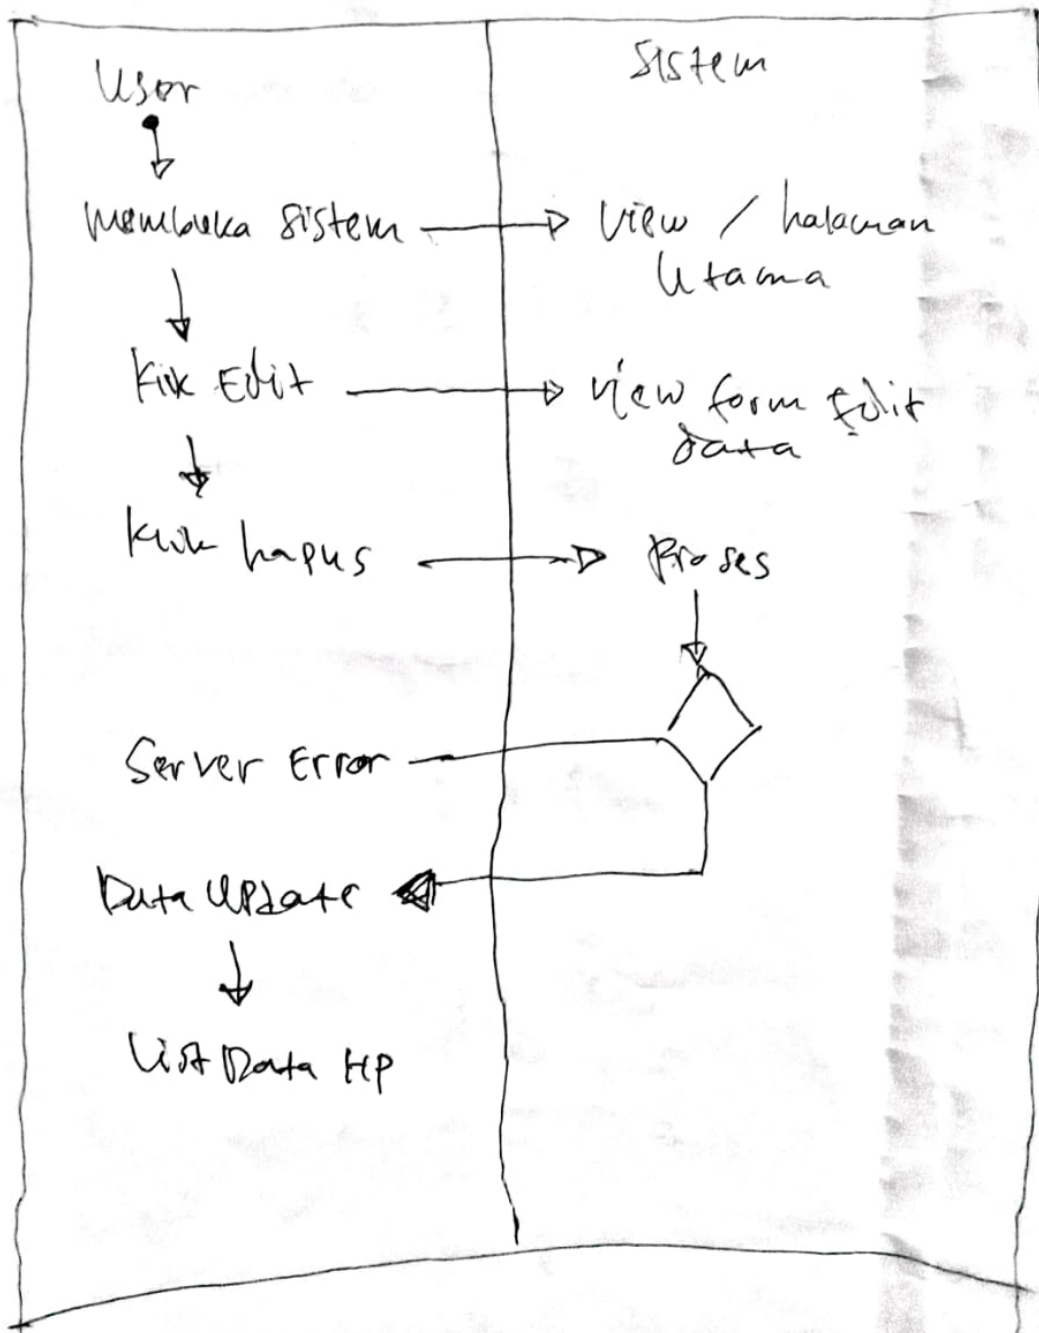 User
Sistem
Membuka Sistem
View / halaman
Utama
Klik Edit
View form Edit
data
Klik hapus
Proses
Server Error
Data Update
List Data HP